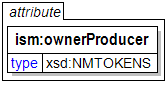 attribute
ism:ownerProducer
type xsd:NMTOKENS